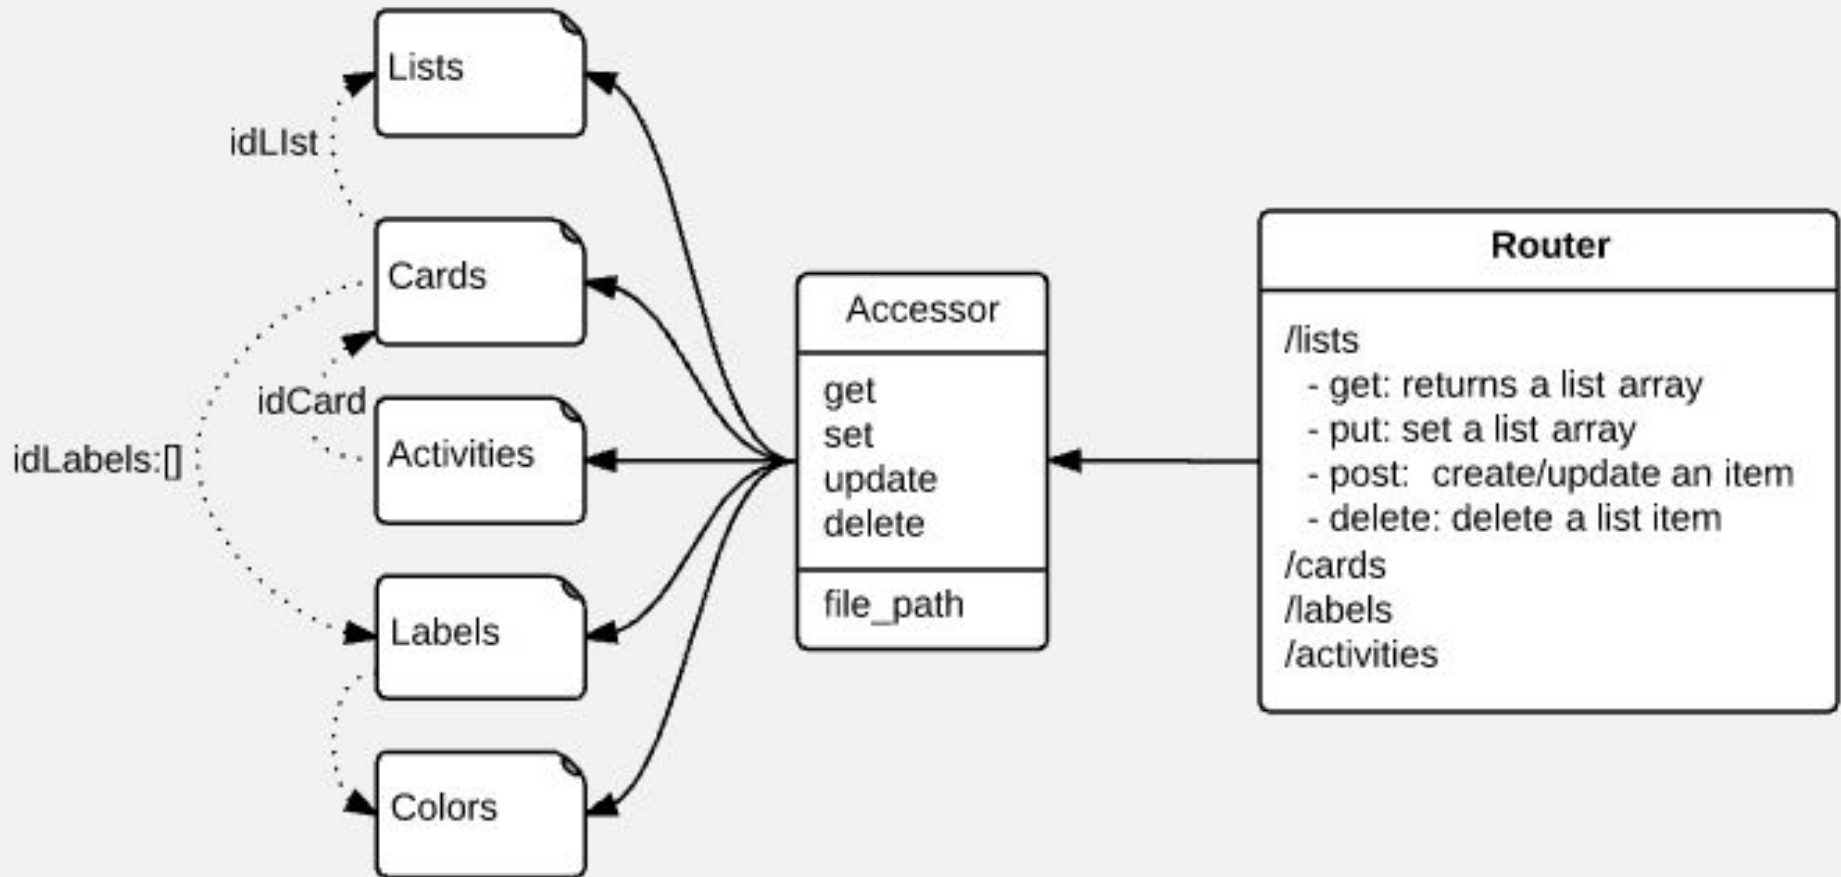 Lists
idLIst
Cards
idCard
Activities
idLabels:[]
Labels
Colors
Accessor
get
set
update
delete
file_path
Router
/lists
- get: returns a list array
- put: set a list array
- post:  create/update an item
- delete: delete a list item
/cards
/labels
/activities